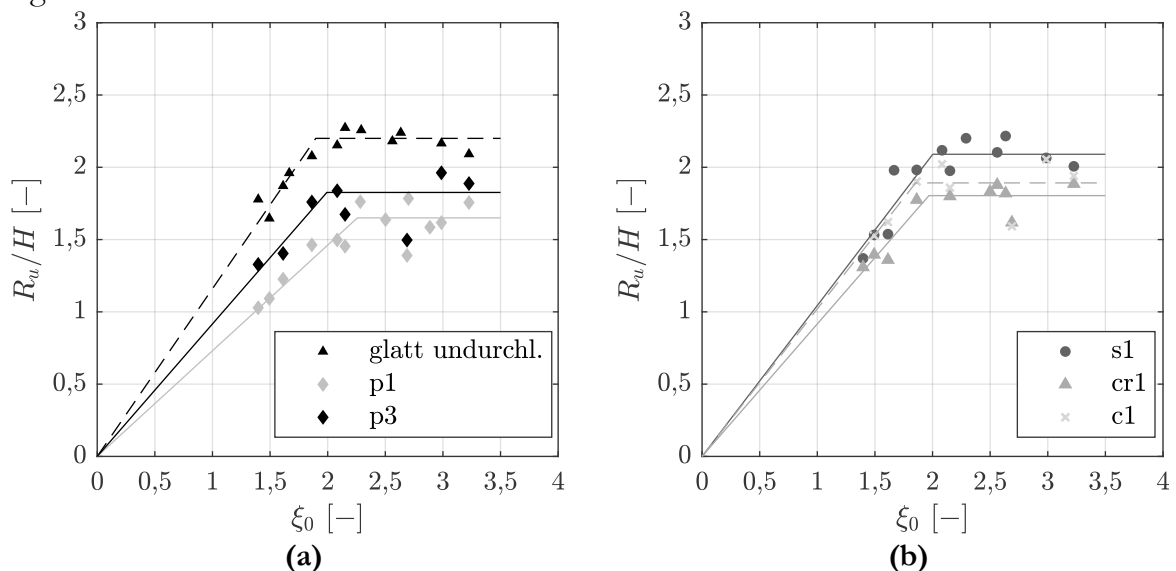 3
2,5
2
1,5
1
0,5
0
R_u/H [−]
glatt undurchl.
p1
p3
0 0,5 1 1,5 2 2,5 3 3,5 4
ξ_0 [−]
(a)
3
2,5
2
1,5
1
0,5
0
R_u/H [−]
s1
cr1
c1
0 0,5 1 1,5 2 2,5 3 3,5 4
ξ_0 [−]
(b)